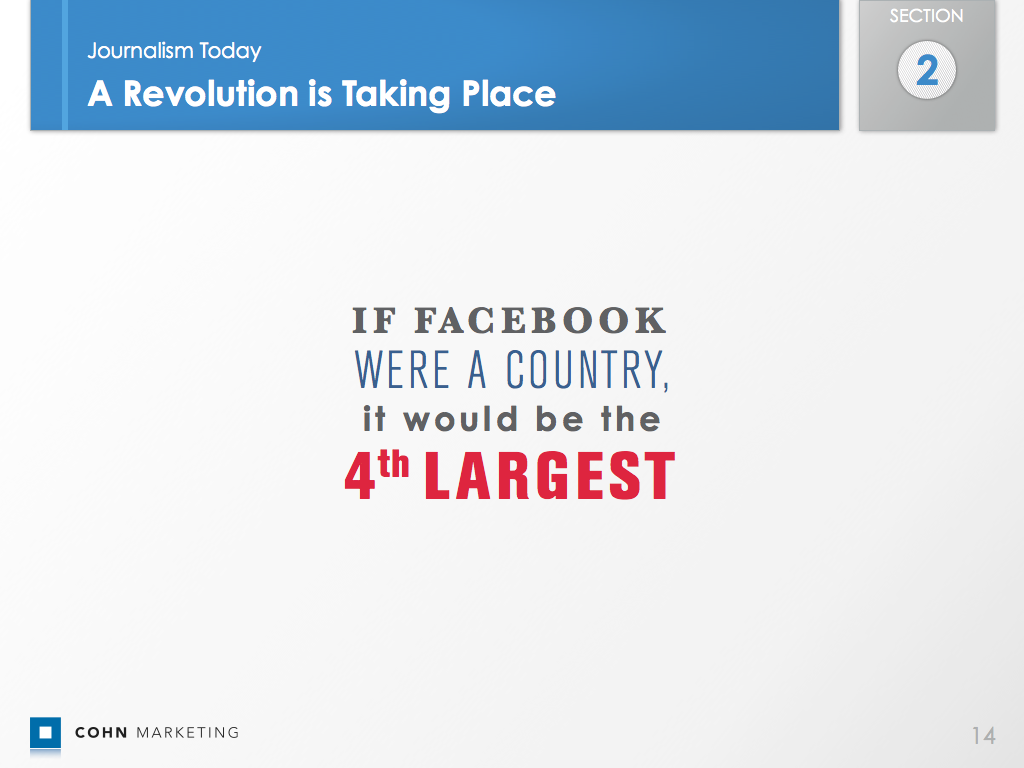 Journalism Today
A Revolution is Taking Place
SECTION
2
IF FACEBOOK
WERE A COUNTRY,
it would be the
4th LARGEST
COHN MARKETING
14